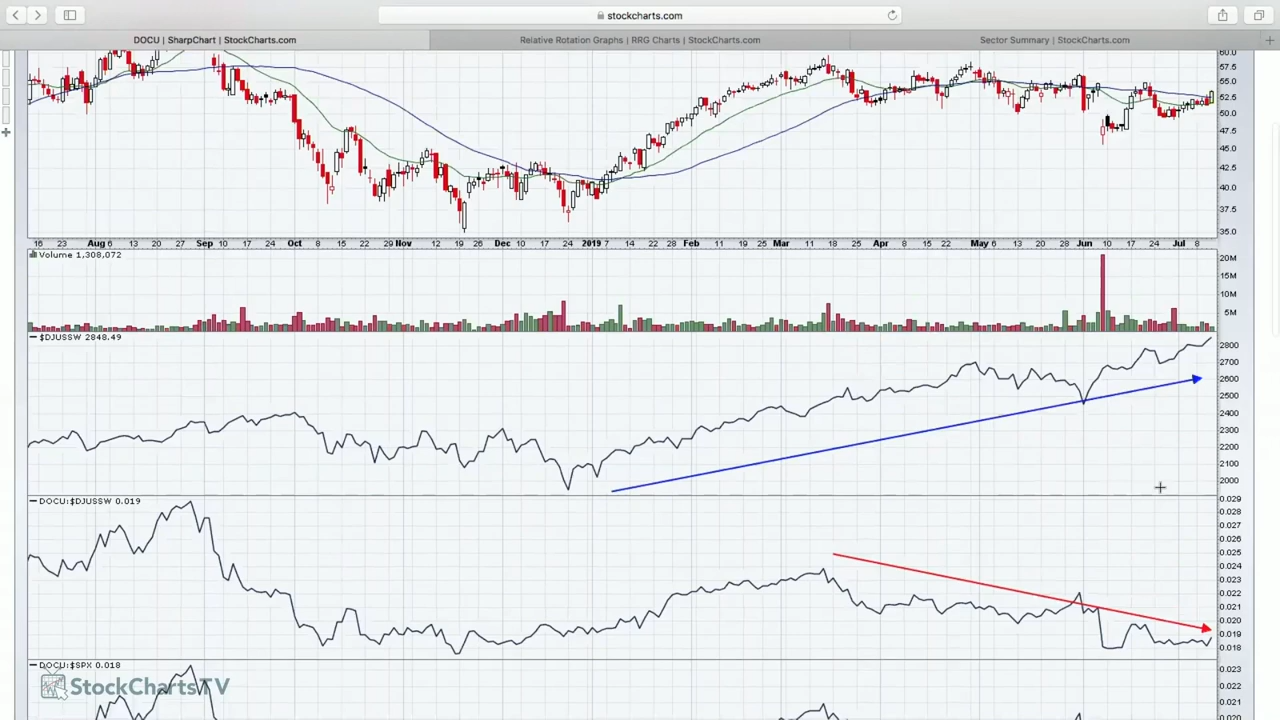 stockcharts.com
DOCU | SharpChart | StockCharts.com
Relative Rotation Graphs | RRG Charts | StockCharts.com
Sector Summary | StockCharts.com
60.0
57.5
55.0
52.5
50.0
47.5
45.0
42.5
40.0
37.5
35.0
16 23 Aug 6 13 20 27 Sep 10 17 24 Oct 8 15 22 29 Nov 12 19 26 Dec 10 17 24 2019 7 14 22 28 Feb 11 19 25 Mar 11 18 25 Apr 8 15 22 May 6 13 20 28 Jun 10 17 24 Jul 8
Volume 1,308,072
20M
15M
10M
5M
$DJUSSW 2848.49
2800
2700
2600
2500
2400
2300
2200
2100
2000
DOCU:$DJUSSW 0.019
0.029
0.028
0.027
0.026
0.025
0.024
0.023
0.022
0.021
0.020
0.019
0.018
DOCU:$SPX 0.018
0.023
0.022
0.021
0.020
StockChartsTV